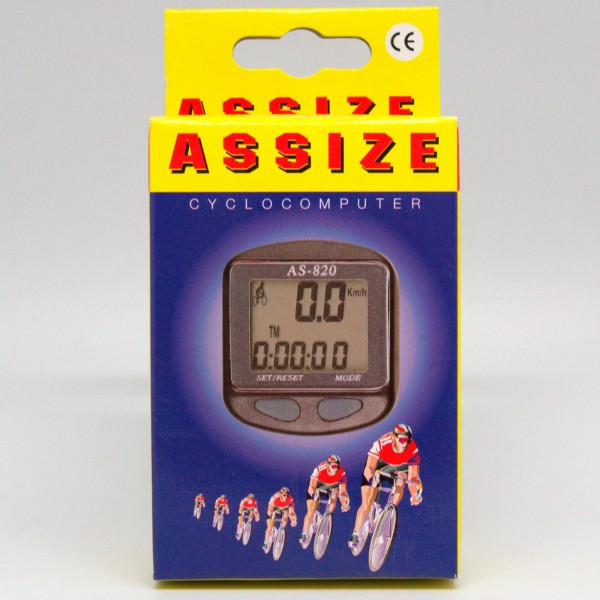 CE
ASSIZE
ASSIZE
CYCLOCOMPUTER
AS-820
0.0 Km/h
TM
0:00:00
SET/RESET MODE